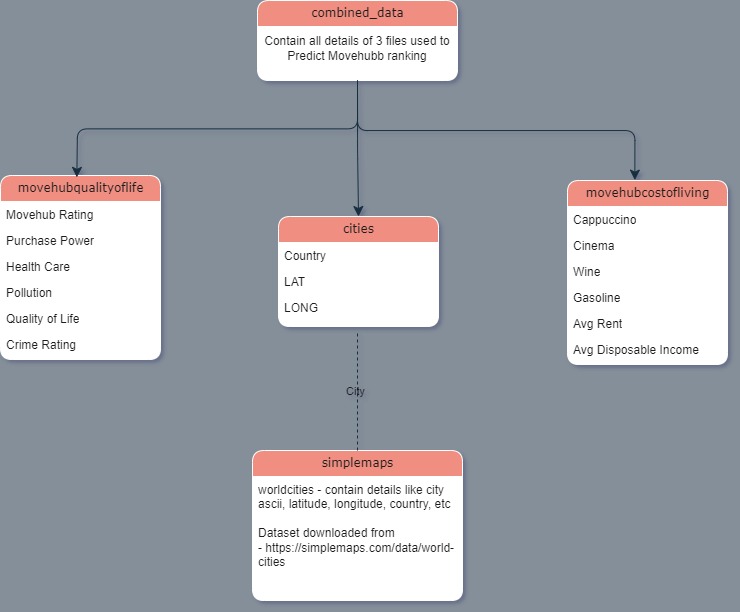 combined_data
Contain all details of 3 files used to
Predict Movehubb ranking
movehubqualityoflife
Movehub Rating
Purchase Power
Health Care
Pollution
Quality of Life
Crime Rating
cities
Country
LAT
LONG
movehubcostofliving
Cappuccino
Cinema
Wine
Gasoline
Avg Rent
Avg Disposable Income
City
simplemaps
worldcities - contain details like city
ascii, latitude, longitude, country, etc
Dataset downloaded from
- https://simplemaps.com/data/world-
cities